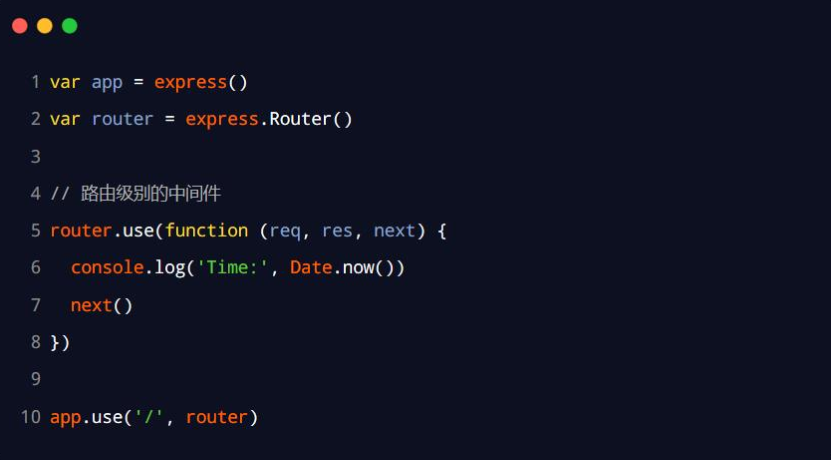 1 var app = express()
2 var router = express.Router()
3
4 // 路由级别的中间件
5 router.use(function (req, res, next) {
6   console.log('Time:', Date.now())
7   next()
8 })
9
10 app.use('/', router)